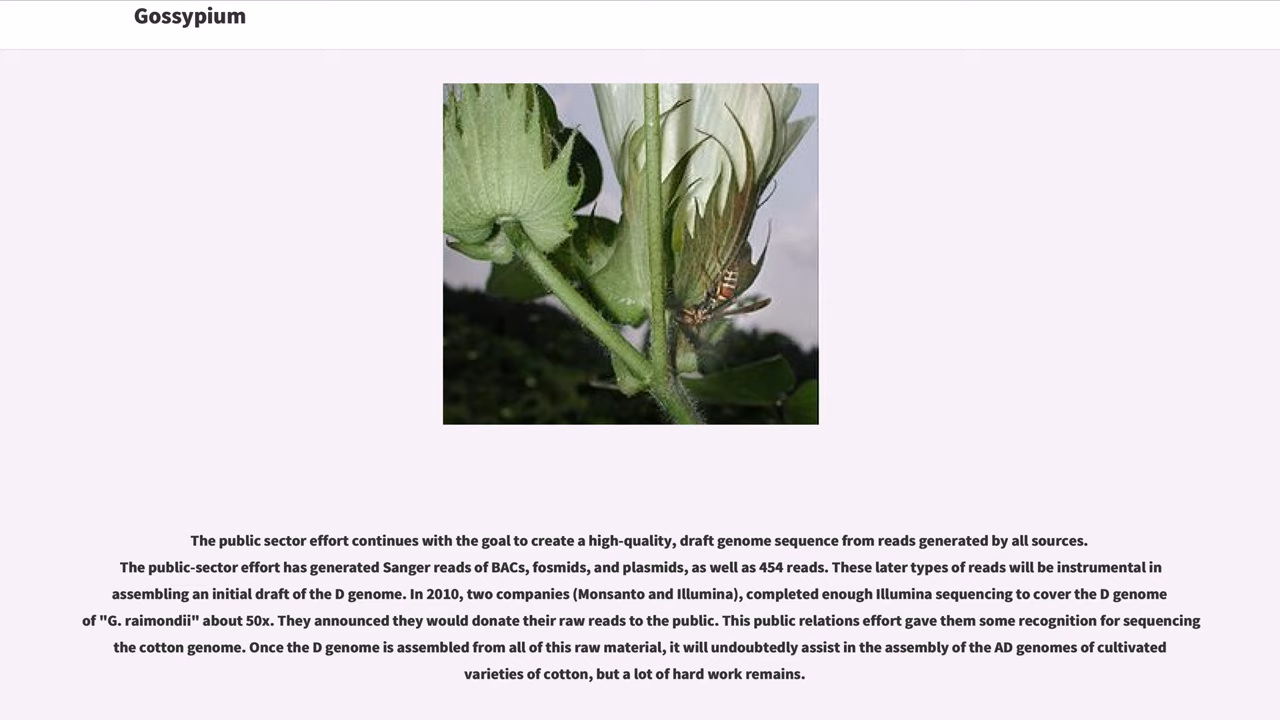 Gossypium
The public sector effort continues with the goal to create a high-quality, draft genome sequence from reads generated by all sources.
The public-sector effort has generated Sanger reads of BACs, fosmids, and plasmids, as well as 454 reads. These later types of reads will be instrumental in
assembling an initial draft of the D genome. In 2010, two companies (Monsanto and Illumina), completed enough Illumina sequencing to cover the D genome
of "G. raimondii" about 50x. They announced they would donate their raw reads to the public. This public relations effort gave them some recognition for sequencing
the cotton genome. Once the D genome is assembled from all of this raw material, it will undoubtedly assist in the assembly of the AD genomes of cultivated
varieties of cotton, but a lot of hard work remains.